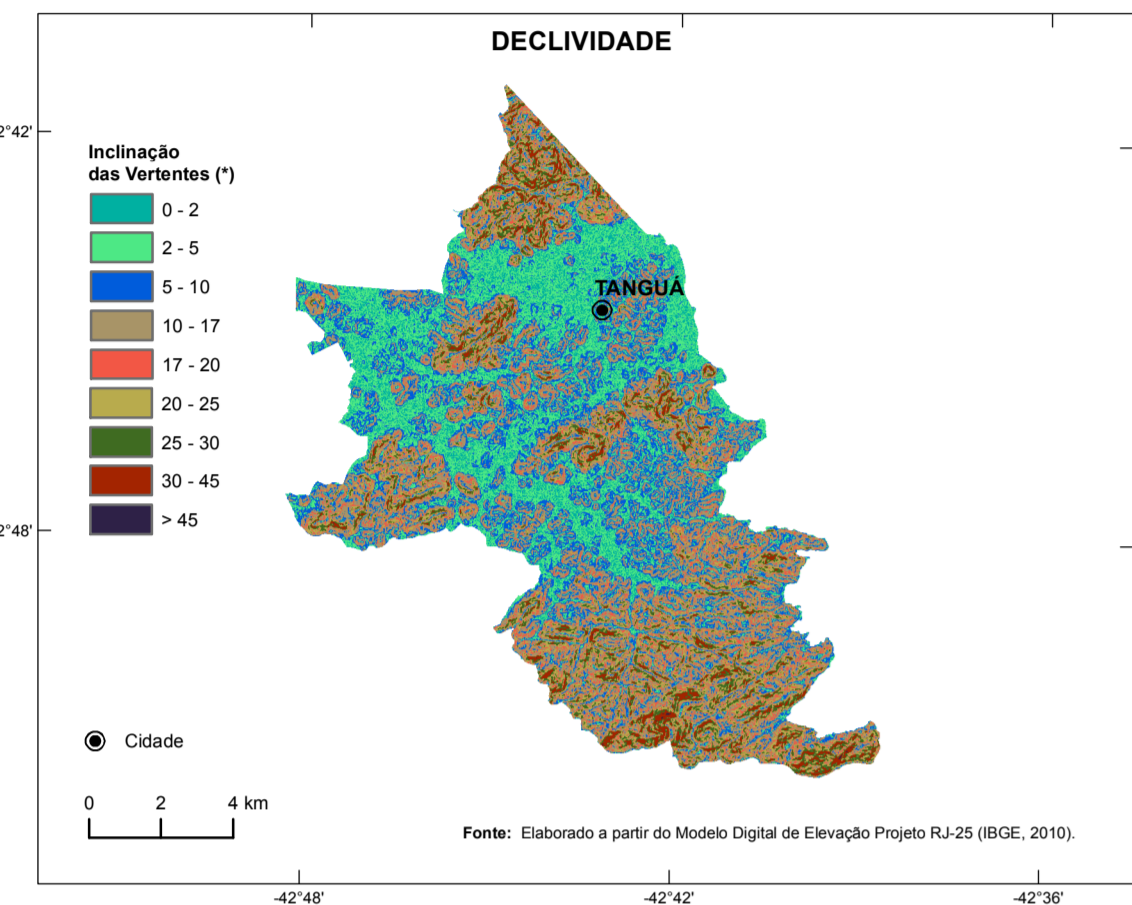 DECLIVIDADE
2°42'
Inclinação
das Vertentes (*)
0 - 2
2 - 5
5 - 10
10 - 17
17 - 20
20 - 25
25 - 30
30 - 45
> 45
TANGUÁ
2°48'
Cidade
0 2 4 km
Fonte: Elaborado a partir do Modelo Digital de Elevação Projeto RJ-25 (IBGE, 2010).
-42°48' -42°42' -42°36'